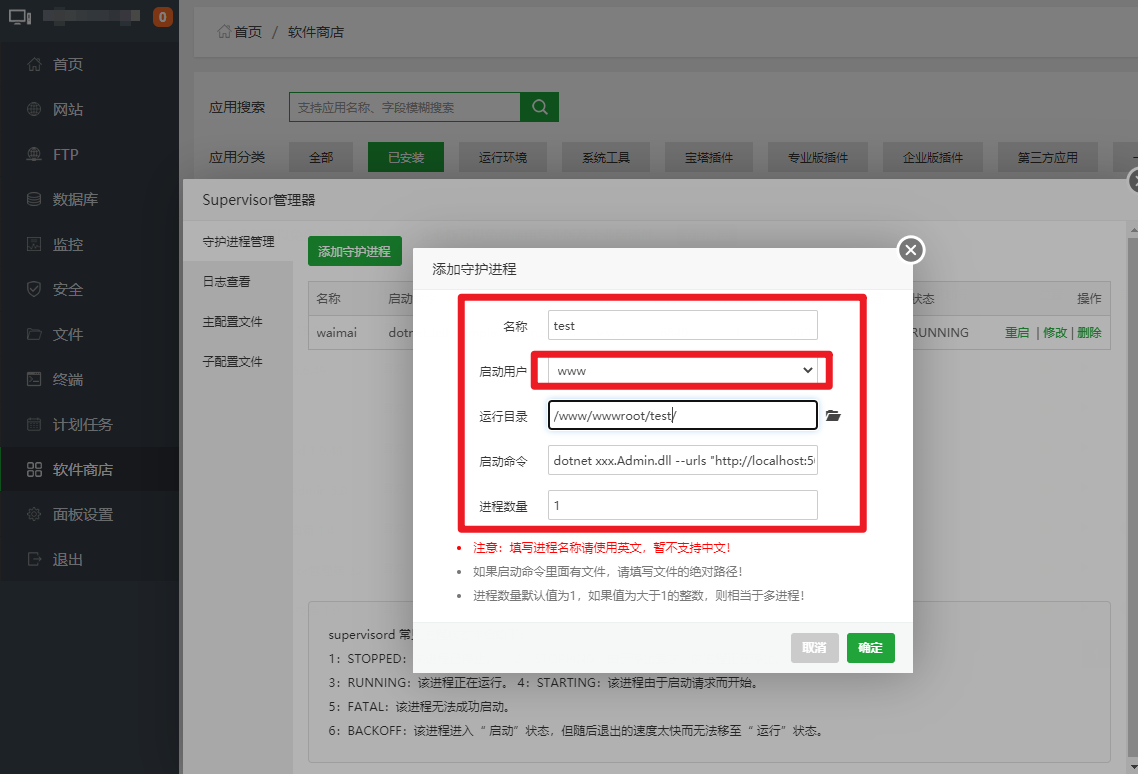 0
首页
网站
FTP
数据库
监控
安全
文件
终端
计划任务
软件商店
面板设置
退出
首页 / 软件商店
应用搜索 支持应用名称、字段模糊搜索
应用分类 全部 已安装 运行环境 系统工具 宝塔插件 专业版插件 企业版插件 第三方应用
Supervisor管理器
守护进程管理
日志查看
主配置文件
子配置文件
添加守护进程
名称 启动 状态 操作
waimai dotn RUNNING 重启 | 修改 | 删除
添加守护进程
名称 test
启动用户 www
运行目录 /www/wwwroot/test/
启动命令 dotnet xxx.Admin.dll --urls "http://localhost:50
进程数量 1
注意：填写进程名称请使用英文，暂不支持中文！
如果启动命令里面有文件，请填写文件的绝对路径！
进程数量默认值为1，如果值为大于1的整数，则相当于多进程！
取消 确定
supervisord 常
1：STOPPED：
3：RUNNING：该进程正在运行。 4：STARTING：该进程由于启动请求而开始。
5：FATAL：该进程无法成功启动。
6：BACKOFF：该进程进入“ 启动”状态，但随后退出的速度太快而无法移至“ 运行”状态。